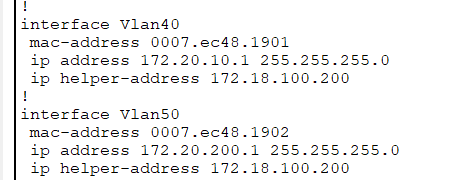 !
interface Vlan40
 mac-address 0007.ec48.1901
 ip address 172.20.10.1 255.255.255.0
 ip helper-address 172.18.100.200
!
interface Vlan50
 mac-address 0007.ec48.1902
 ip address 172.20.200.1 255.255.255.0
 ip helper-address 172.18.100.200